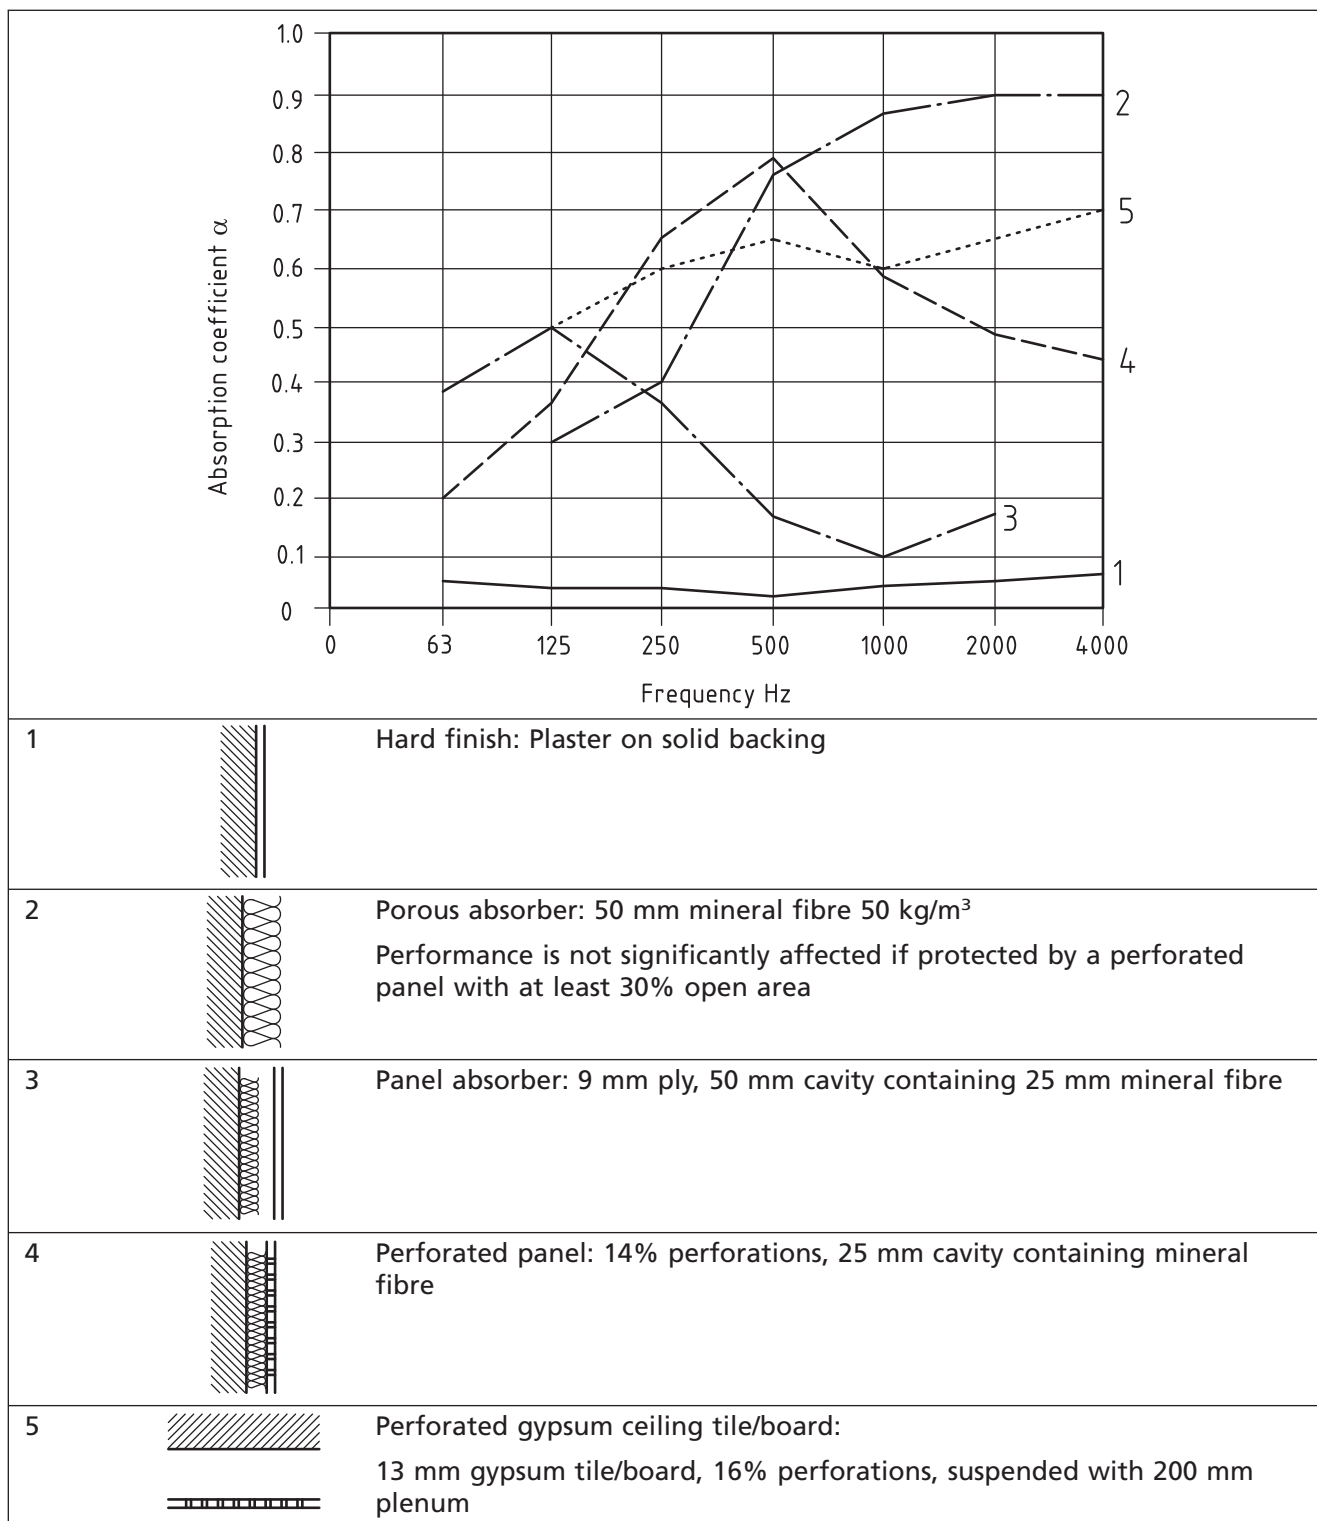 1.0
0.9
0.8
0.7
0.6
0.5
0.4
0.3
0.2
0.1
0
Absorption coefficient α
2
5
4
3
1
0 63 125 250 500 1000 2000 4000
Frequency Hz
1 Hard finish: Plaster on solid backing
2 Porous absorber: 50 mm mineral fibre 50 kg/m³
Performance is not significantly affected if protected by a perforated
panel with at least 30% open area
3 Panel absorber: 9 mm ply, 50 mm cavity containing 25 mm mineral fibre
4 Perforated panel: 14% perforations, 25 mm cavity containing mineral
fibre
5 Perforated gypsum ceiling tile/board:
13 mm gypsum tile/board, 16% perforations, suspended with 200 mm
plenum